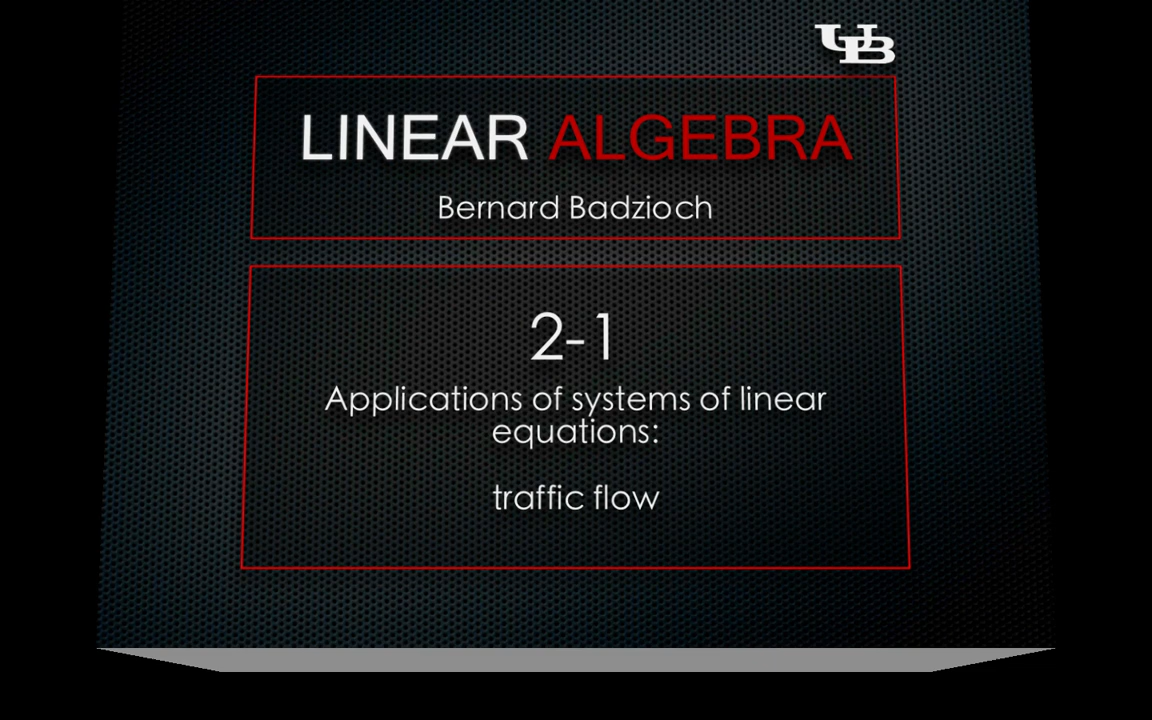 UB
LINEAR ALGEBRA
Bernard Badzioch
2-1
Applications of systems of linear
equations:
traffic flow